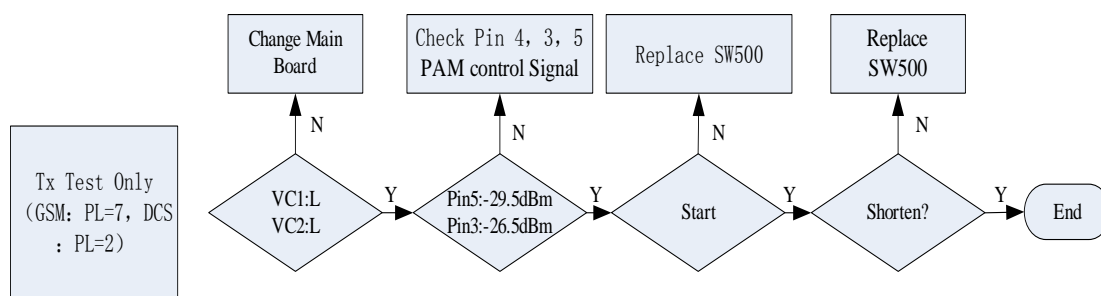 Change Main
Board
Check Pin 4, 3, 5
PAM control Signal
Replace SW500
Replace
SW500
N
N
N
N
Tx Test Only
(GSM: PL=7, DCS
: PL=2)
VC1:L
VC2:L
Y
Pin5:-29.5dBm
Pin3:-26.5dBm
Y
Start
Y
Shorten?
Y
End